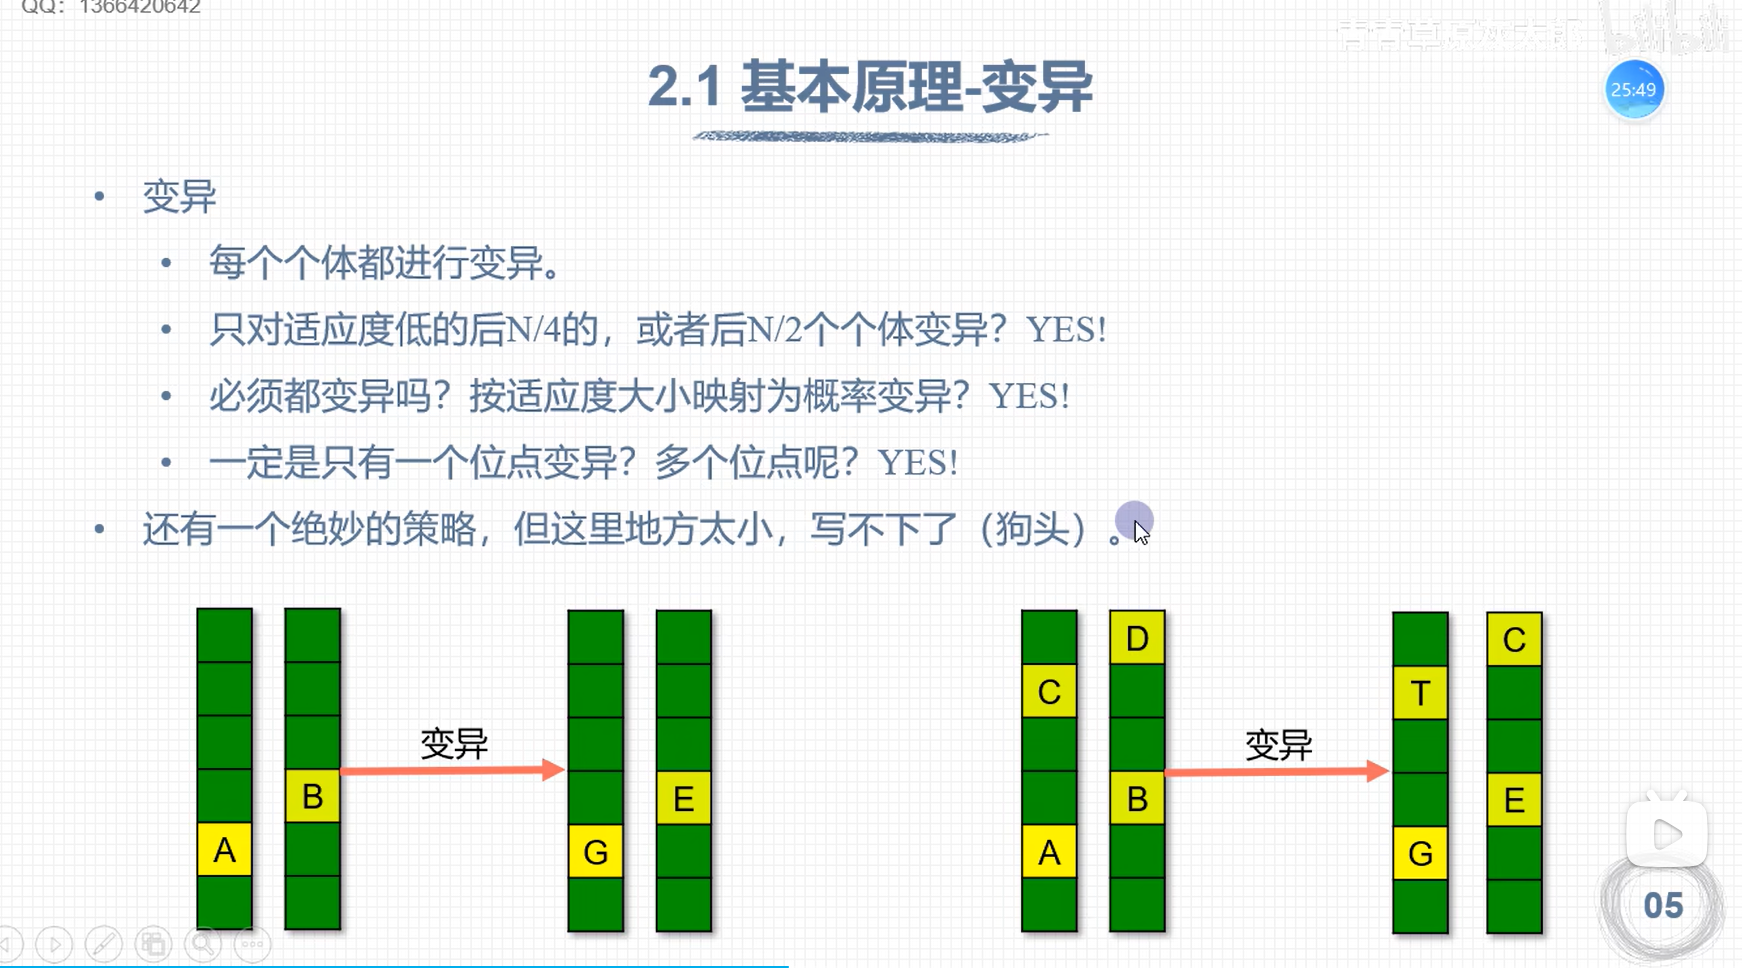 QQ：1366420642
25:49
2.1 基本原理-变异
• 变异
• 每个个体都进行变异。
• 只对适应度低的后N/4的，或者后N/2个个体变异？YES!
• 必须都变异吗？按适应度大小映射为概率变异？YES!
• 一定是只有一个位点变异？多个位点呢？YES!
• 还有一个绝妙的策略，但这里地方太小，写不下了（狗头）。
A
B
变异
G
E
C
A
D
B
变异
T
G
C
E
05